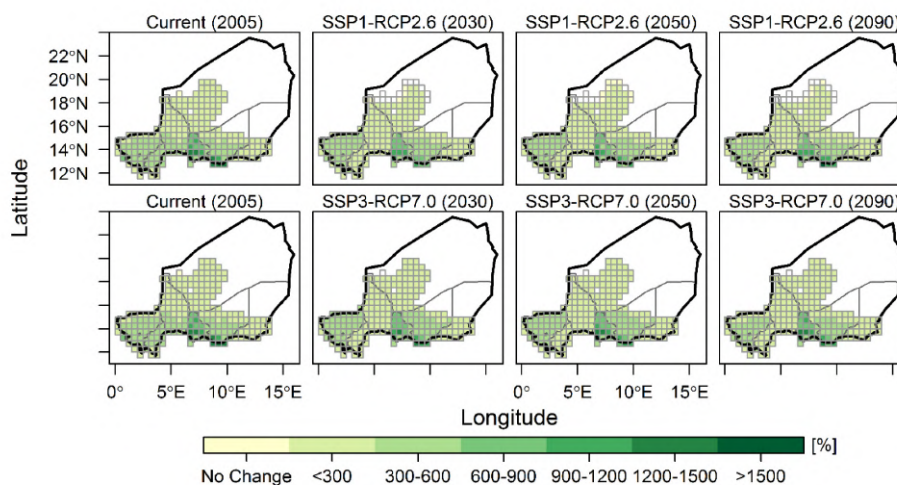 Current (2005) SSP1-RCP2.6 (2030) SSP1-RCP2.6 (2050) SSP1-RCP2.6 (2090)
22°N
20°N
18°N
16°N
14°N
12°N
Latitude
Current (2005) SSP3-RCP7.0 (2030) SSP3-RCP7.0 (2050) SSP3-RCP7.0 (2090)
0° 5°E 10°E 15°E 0° 5°E 10°E 15°E
Longitude
[%]
No Change <300 300-600 600-900 900-1200 1200-1500 >1500